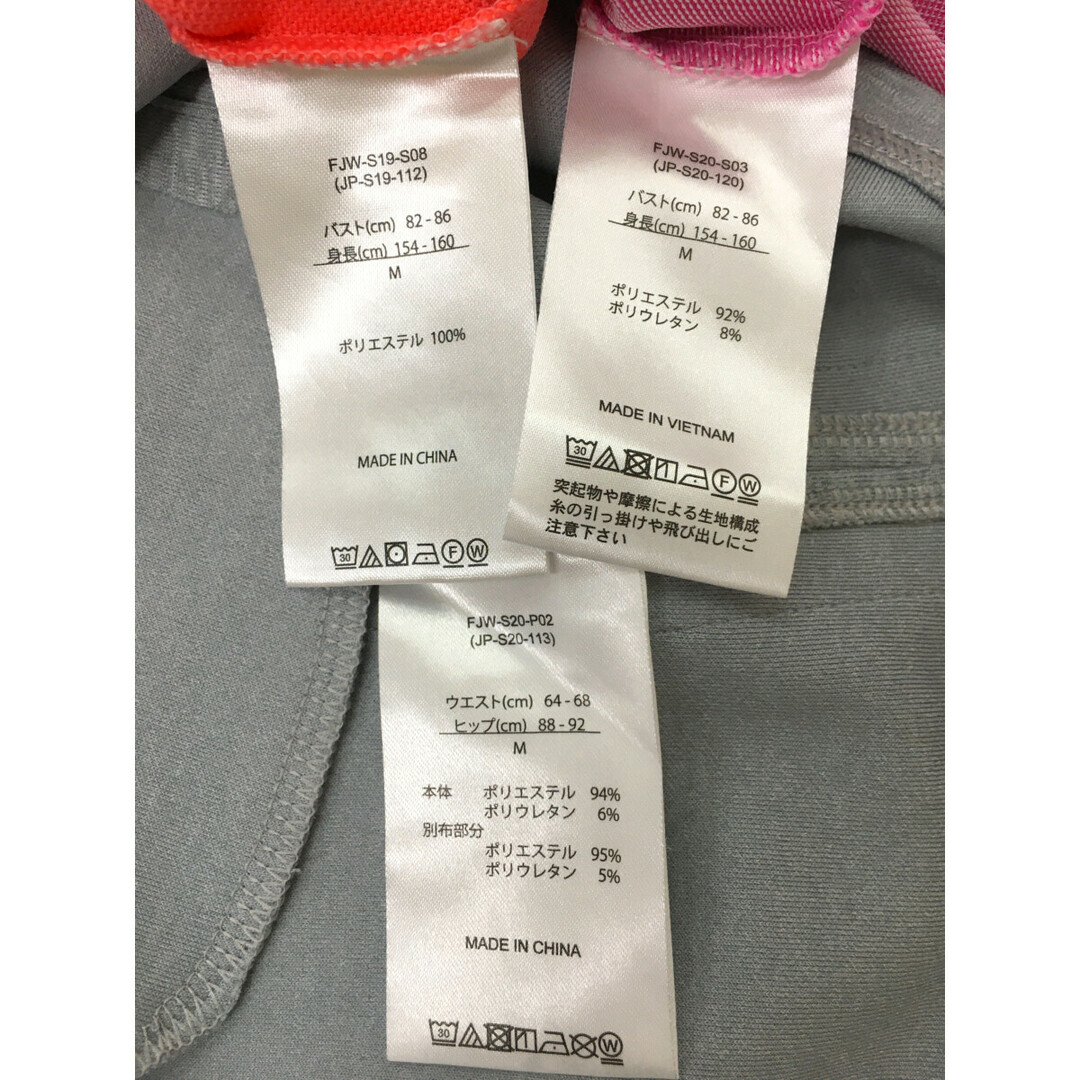 FJW-S19-S08
(JP-S19-112)
バスト(cm) 82 - 86
身長(cm) 154 - 160
M
ポリエステル 100%
MADE IN CHINA
30 F W
FJW-S20-S03
(JP-S20-120)
バスト(cm) 82 - 86
身長(cm) 154 - 160
M
ポリエステル 92%
ポリウレタン 8%
MADE IN VIETNAM
30 F W
突起物や摩擦による生地構成
糸の引っ掛けや飛び出しにご
注意下さい
FJW-S20-P02
(JP-S20-113)
ウエスト(cm) 64 - 68
ヒップ(cm) 88 - 92
M
本体 ポリエステル 94%
ポリウレタン 6%
別布部分
ポリエステル 95%
ポリウレタン 5%
MADE IN CHINA
30 W